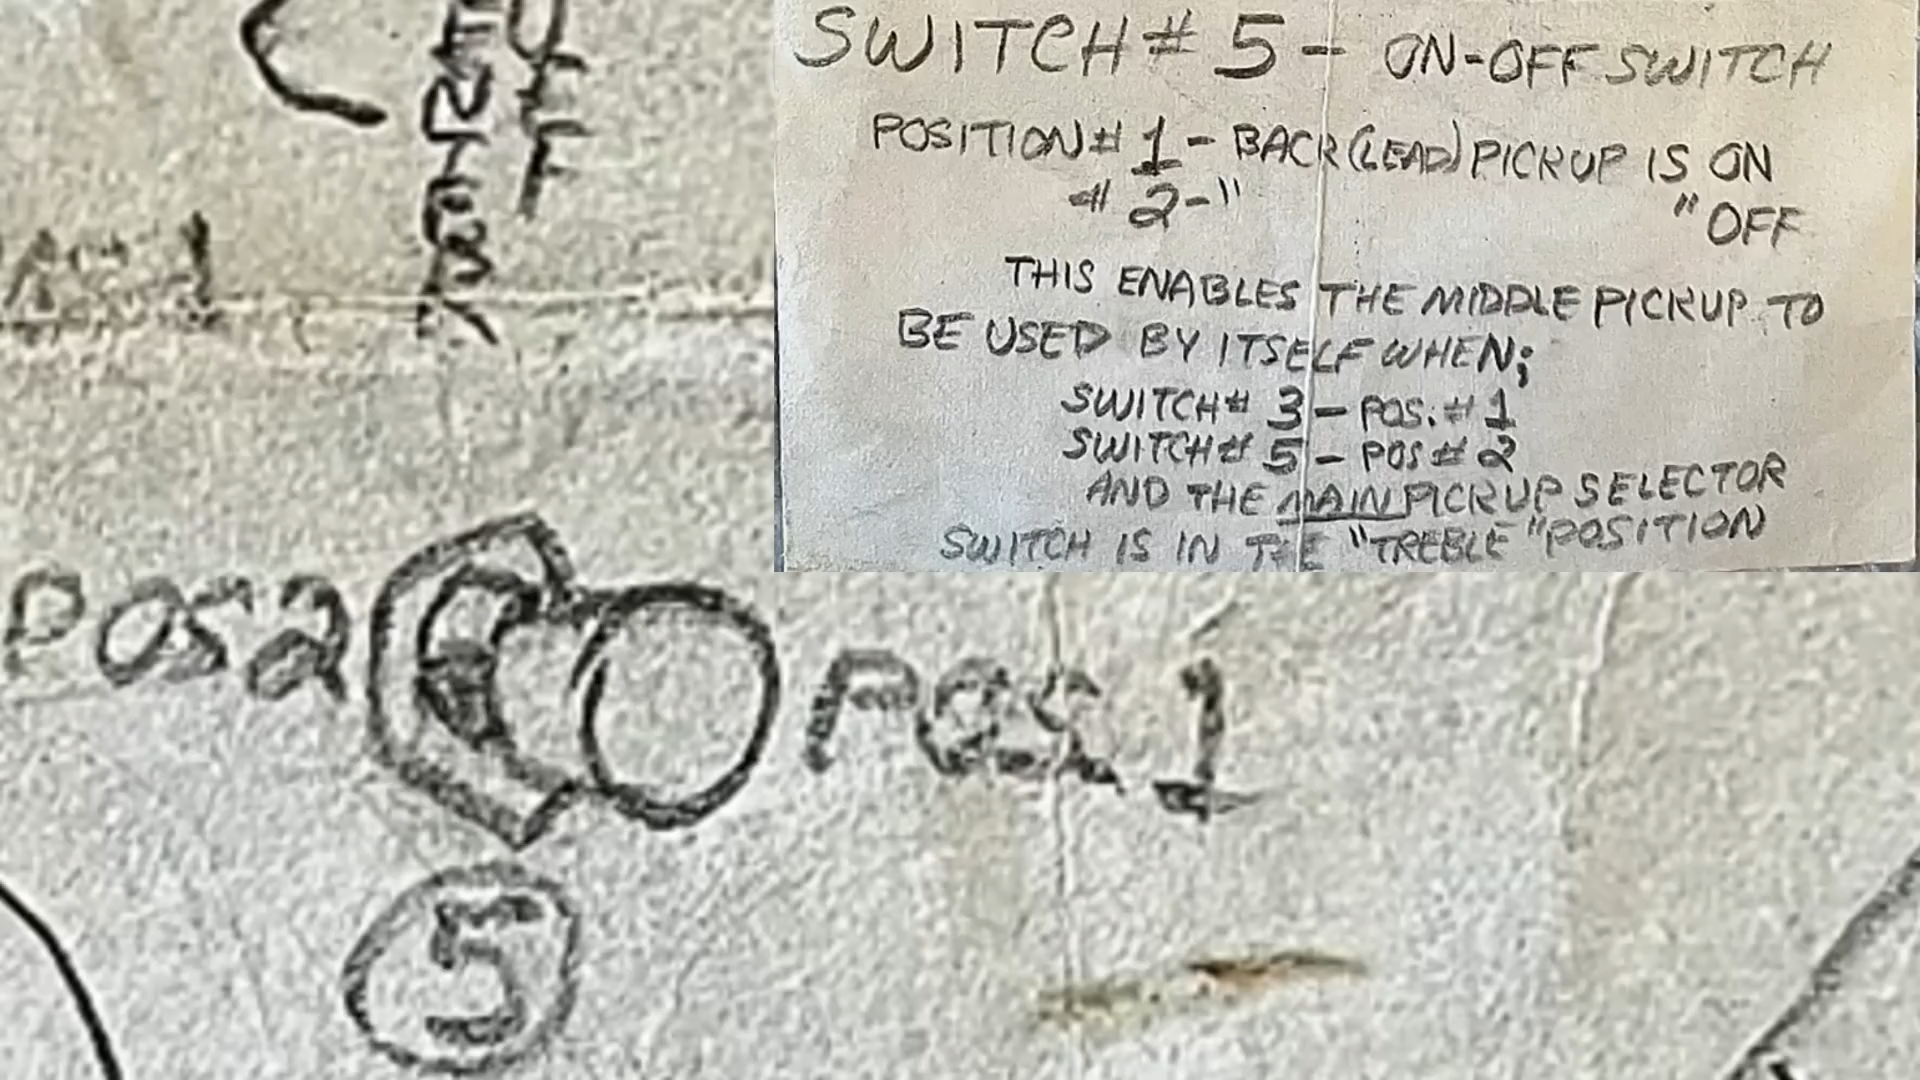 SWITCH # 5 - ON-OFF SWITCH
POSITION # 1 - BACK (LEAD) PICKUP IS ON
# 2 - " " OFF
THIS ENABLES THE MIDDLE PICKUP TO
BE USED BY ITSELF WHEN;
SWITCH # 3 - POS. # 1
SWITCH # 5 - POS # 2
AND THE MAIN PICKUP SELECTOR
SWITCH IS IN THE "TREBLE" POSITION
POS 2
POS. 1
5